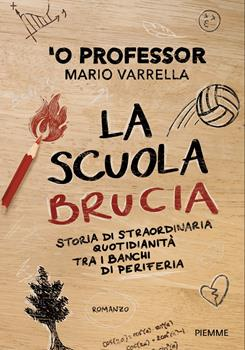 'O PROFESSOR
MARIO VARRELLA
LA
SCUOLA
BRUCIA
STORIA DI STRAORDINARIA
QUOTIDIANITÀ
TRA I BANCHI
DI PERIFERIA
PIEMME
ROMANZO